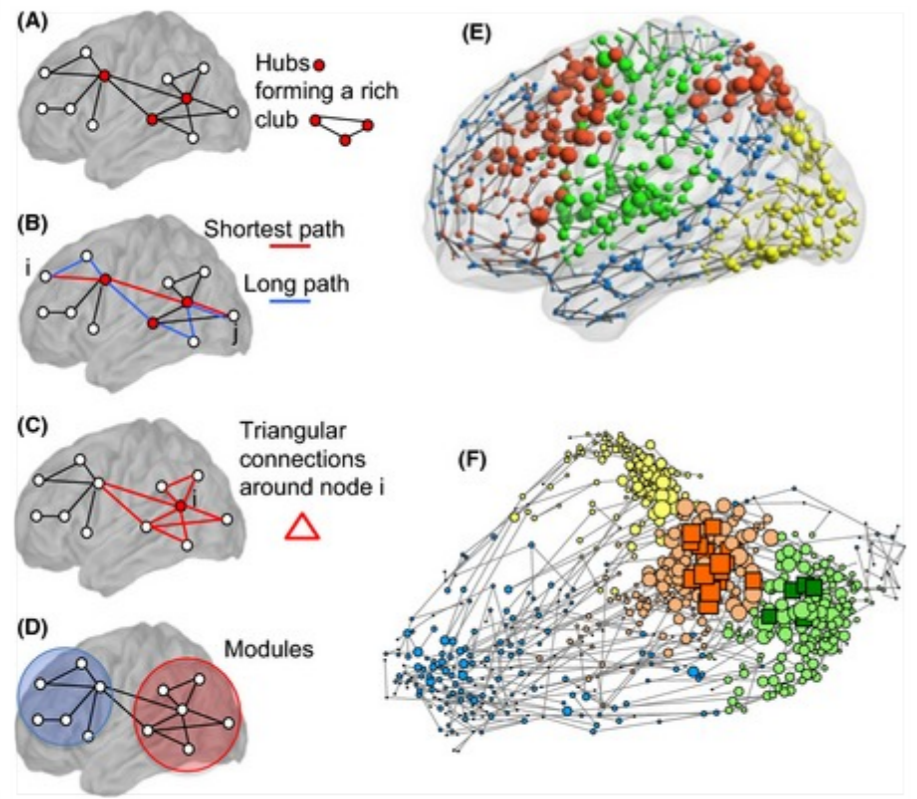 (A)
Hubs
forming a rich
club
(B)
Shortest path
Long path
i
j
(C)
Triangular
connections
around node i
i
(D)
Modules
(E)
(F)